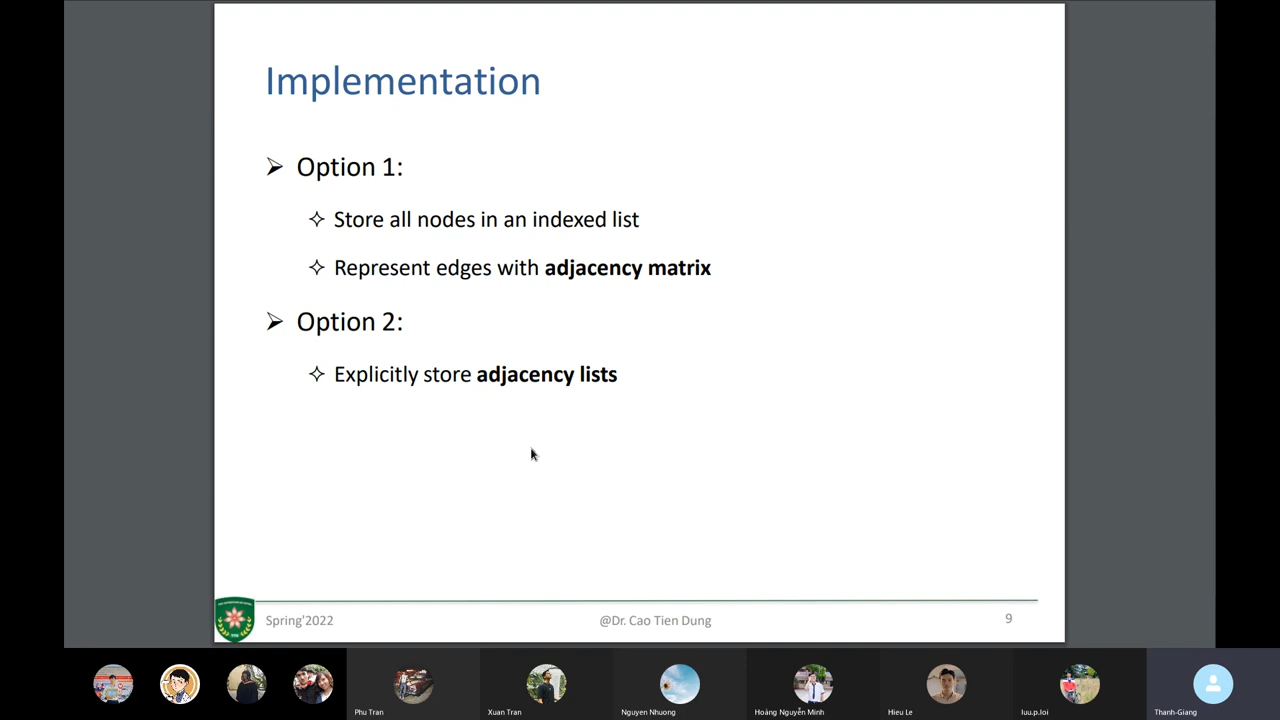 Implementation
Option 1:
Store all nodes in an indexed list
Represent edges with adjacency matrix
Option 2:
Explicitly store adjacency lists
Spring'2022
@Dr. Cao Tien Dung
9
Phu Tran
Xuan Tran
Nguyen Nhuong
Hoàng Nguyễn Minh
Hieu Le
luu.p.loi
Thanh-Giang